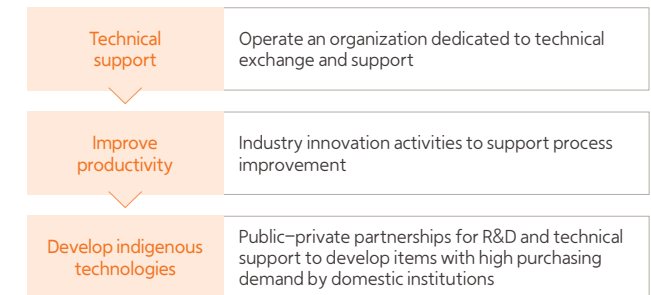 Technical
support
Operate an organization dedicated to technical
exchange and support
Improve
productivity
Industry innovation activities to support process
improvement
Develop indigenous
technologies
Public–private partnerships for R&D and technical
support to develop items with high purchasing
demand by domestic institutions